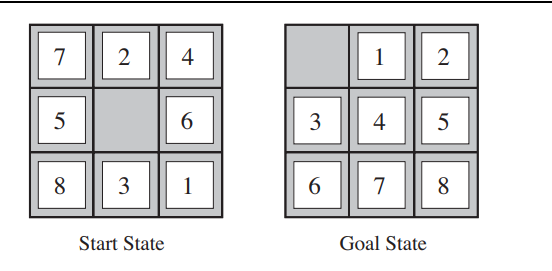 7 2 4
5 6
8 3 1
Start State
1 2
3 4 5
6 7 8
Goal State